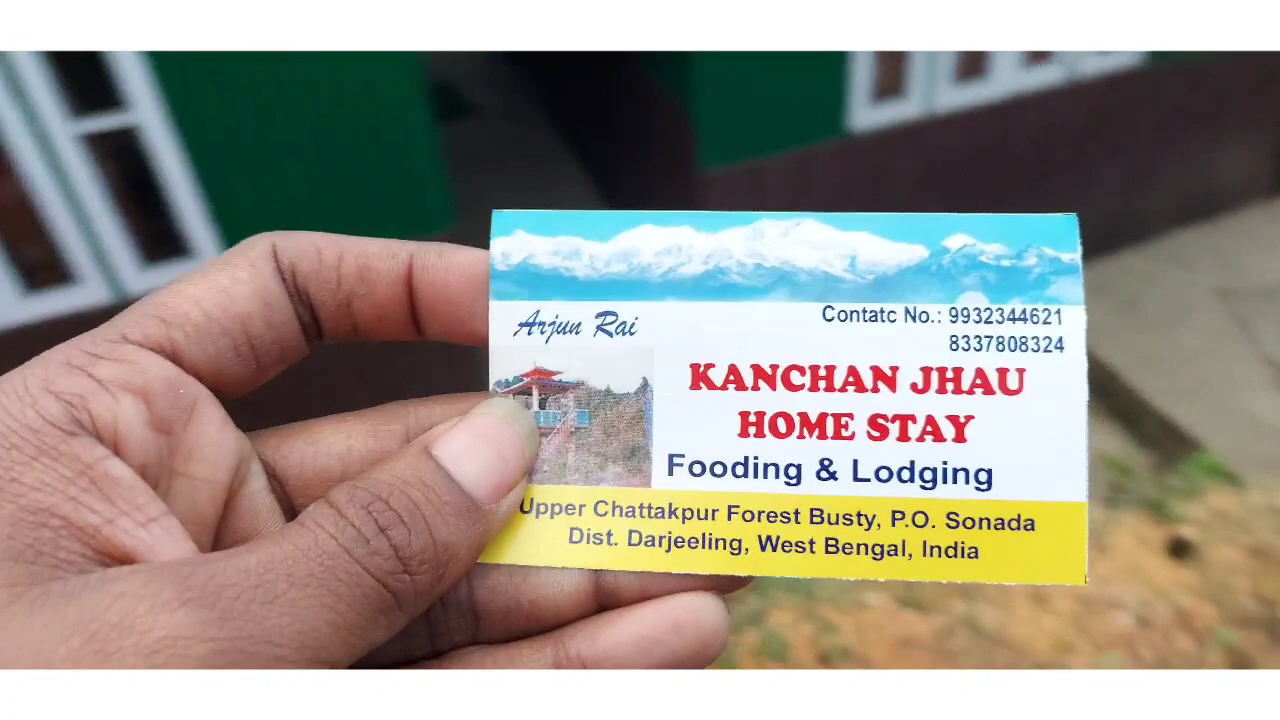 Arjun Rai
Contatc No.: 9932344621
8337808324
KANCHAN JHAU
HOME STAY
Fooding & Lodging
Upper Chattakpur Forest Busty, P.O. Sonada
Dist. Darjeeling, West Bengal, India